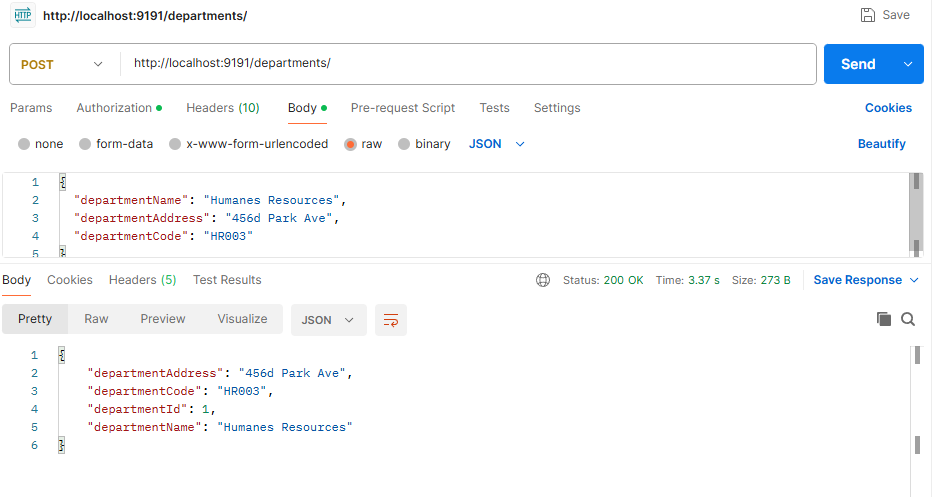 HTTP http://localhost:9191/departments/ Save
POST http://localhost:9191/departments/ Send
Params Authorization Headers (10) Body Pre-request Script Tests Settings Cookies
none form-data x-www-form-urlencoded raw binary JSON Beautify
1 {
2 "departmentName": "Humanes Resources",
3 "departmentAddress": "456d Park Ave",
4 "departmentCode": "HR003"
5 }
Body Cookies Headers (5) Test Results Status: 200 OK Time: 3.37 s Size: 273 B Save Response
Pretty Raw Preview Visualize JSON
1 {
2 "departmentAddress": "456d Park Ave",
3 "departmentCode": "HR003",
4 "departmentId": 1,
5 "departmentName": "Humanes Resources"
6 }